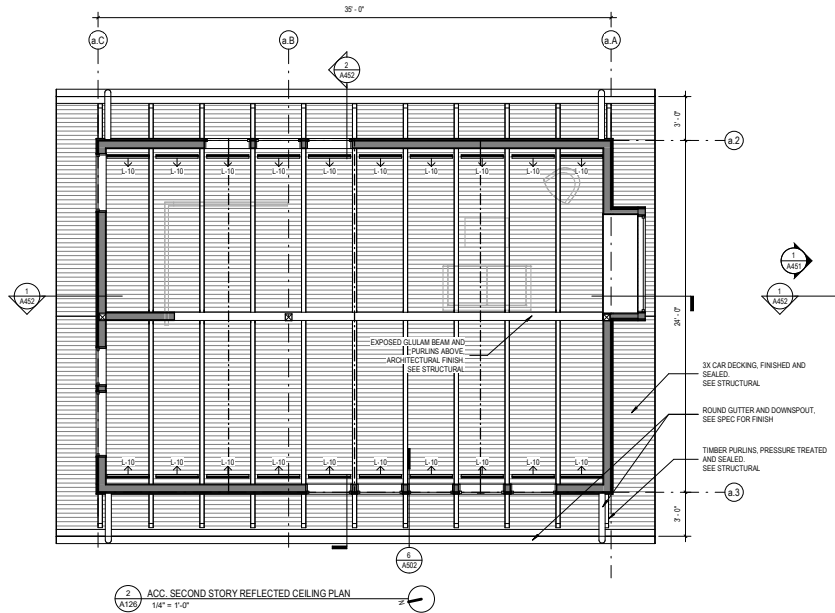 35' - 0"
a.C
a.B
a.A
2
A452
3' - 0"
a.2
L-10 L-10 L-10 L-10 L-10 L-10 L-10 L-10 L-10 L-10
1
A451
1
A452
1
A452
24' - 0"
EXPOSED GLULAM BEAM AND
PURLINS ABOVE,
ARCHITECTURAL FINISH.
SEE STRUCTURAL
3X CAR DECKING, FINISHED AND
SEALED.
SEE STRUCTURAL
ROUND GUTTER AND DOWNSPOUT,
SEE SPEC FOR FINISH
TIMBER PURLINS, PRESSURE TREATED
AND SEALED.
SEE STRUCTURAL
L-10 L-10 L-10 L-10 L-10 L-10 L-10 L-10 L-10 L-10
a.3
3' - 0"
6
A502
2
A126
ACC. SECOND STORY REFLECTED CEILING PLAN
1/4" = 1'-0"
N